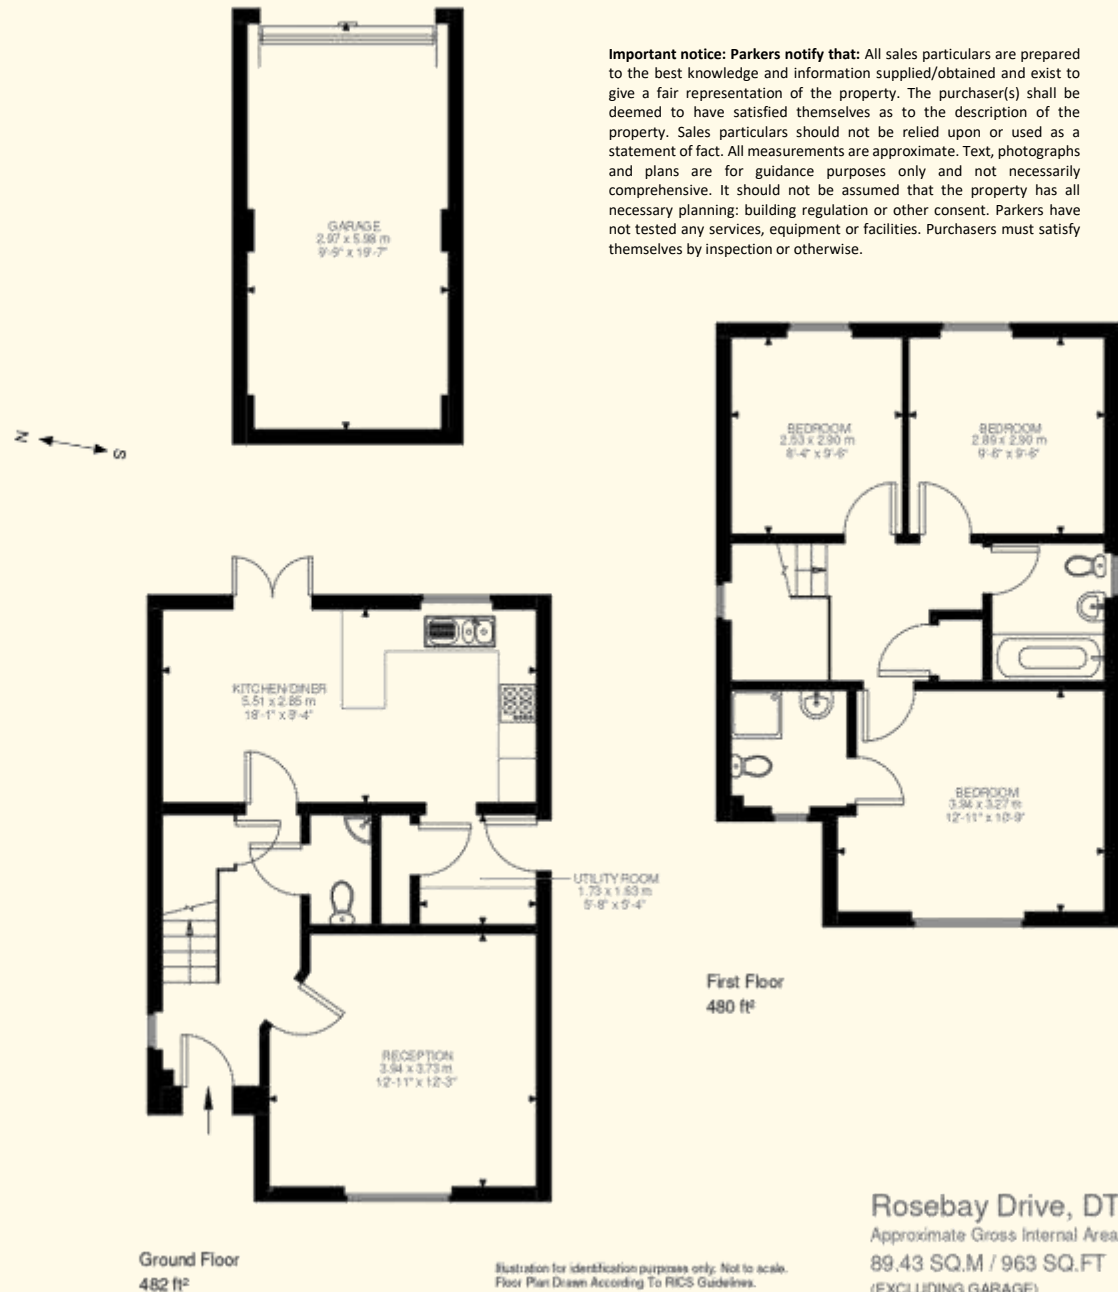 Important notice: Parkers notify that: All sales particulars are prepared
to the best knowledge and information supplied/obtained and exist to
give a fair representation of the property. The purchaser(s) shall be
deemed to have satisfied themselves as to the description of the
property. Sales particulars should not be relied upon or used as a
statement of fact. All measurements are approximate. Text, photographs
and plans are for guidance purposes only and not necessarily
comprehensive. It should not be assumed that the property has all
necessary planning: building regulation or other consent. Parkers have
not tested any services, equipment or facilities. Purchasers must satisfy
themselves by inspection or otherwise.
GARAGE
2.97 x 5.98 m
9'-9" x 19'-7"
N
S
BEDROOM
2.53 x 2.90 m
8'-4" x 9'-6"
BEDROOM
2.89 x 2.90 m
9'-6" x 9'-6"
KITCHEN/DINER
5.51 x 2.85 m
18'-1" x 9'-4"
BEDROOM
3.94 x 3.27 m
12'-11" x 10'-9"
UTILITY ROOM
1.73 x 1.63 m
5'-8" x 5'-4"
First Floor
480 ft²
RECEPTION
3.94 x 3.73 m
12'-11" x 12'-3"
Rosebay Drive, DT
Approximate Gross Internal Area
89.43 SQ.M / 963 SQ.FT
(EXCLUDING GARAGE)
Ground Floor
482 ft²
Illustration for identification purposes only. Not to scale.
Floor Plan Drawn According To RICS Guidelines.